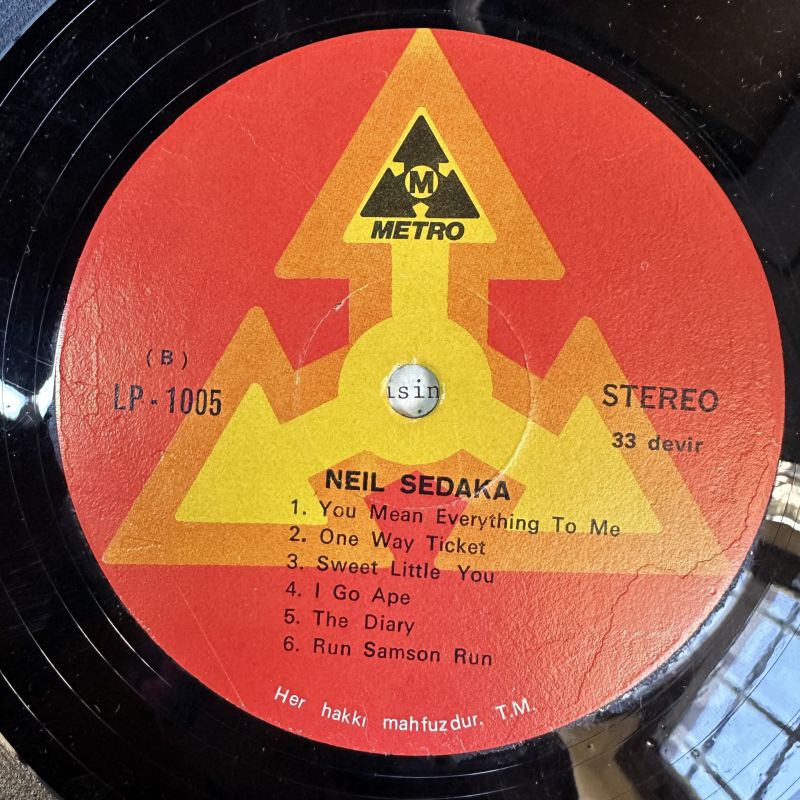 M
METRO
(B)
LP-1005
STEREO
33 devir
NEIL SEDAKA
1. You Mean Everything To Me
2. One Way Ticket
3. Sweet Little You
4. I Go Ape
5. The Diary
6. Run Samson Run
Her hakkı mahfuzdur. T.M.